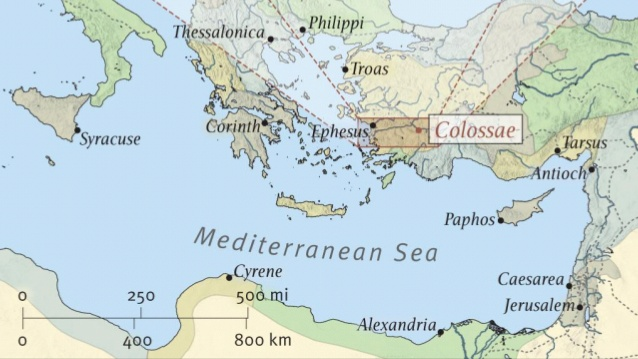 Philippi
Thessalonica
Troas
Corinth
Ephesus
Colossae
Syracuse
Tarsus
Antioch
Paphos
Mediterranean Sea
Cyrene
Caesarea
Jerusalem
Alexandria
0 250 500 mi
0 400 800 km